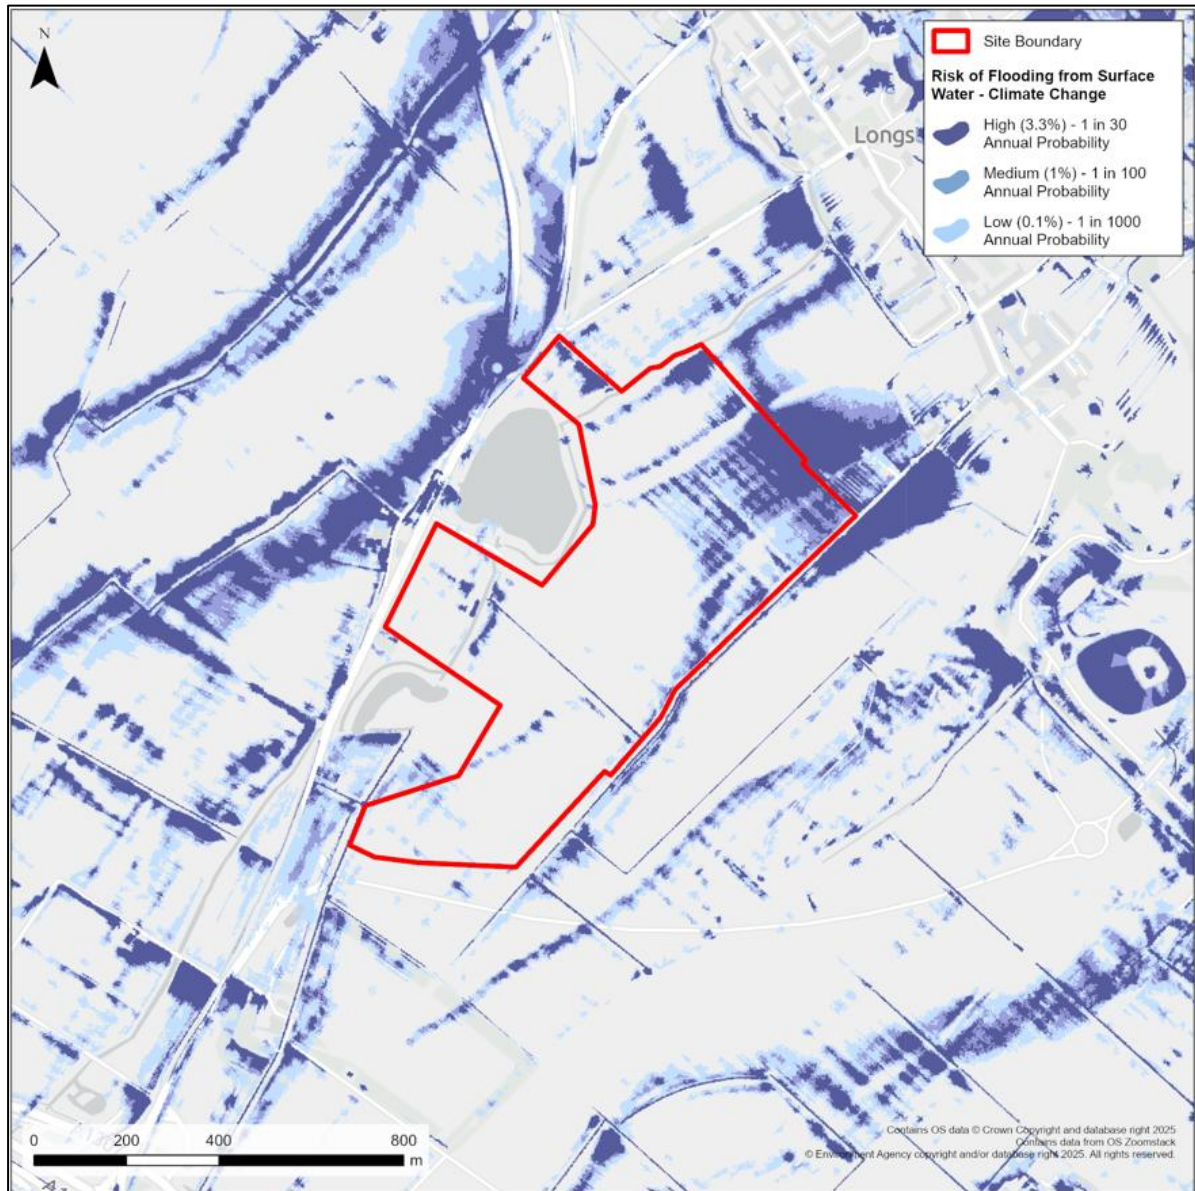 N
Site Boundary
Risk of Flooding from Surface
Water - Climate Change
High (3.3%) - 1 in 30
Annual Probability
Medium (1%) - 1 in 100
Annual Probability
Low (0.1%) - 1 in 1000
Annual Probability
Longs
0 200 400 800
m
Contains OS data © Crown Copyright and database right 2025
Contains data from OS Zoomstack
© Environment Agency copyright and/or database right 2025. All rights reserved.